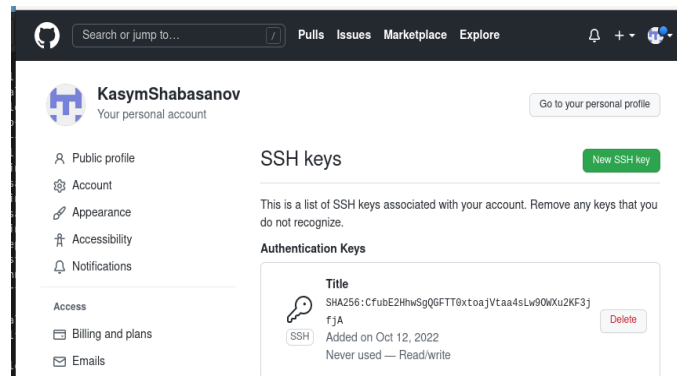 Search or jump to...
/
Pulls Issues Marketplace Explore
KasymShabasanov
Your personal account
Go to your personal profile
Public profile
Account
Appearance
Accessibility
Notifications
Access
Billing and plans
Emails
SSH keys
New SSH key
This is a list of SSH keys associated with your account. Remove any keys that you
do not recognize.
Authentication Keys
Title
SHA256:CfubE2HhwSgQGFTT0xtoajVtaa4sLw9OWXu2KF3j
fjA
SSH
Added on Oct 12, 2022
Never used — Read/write
Delete